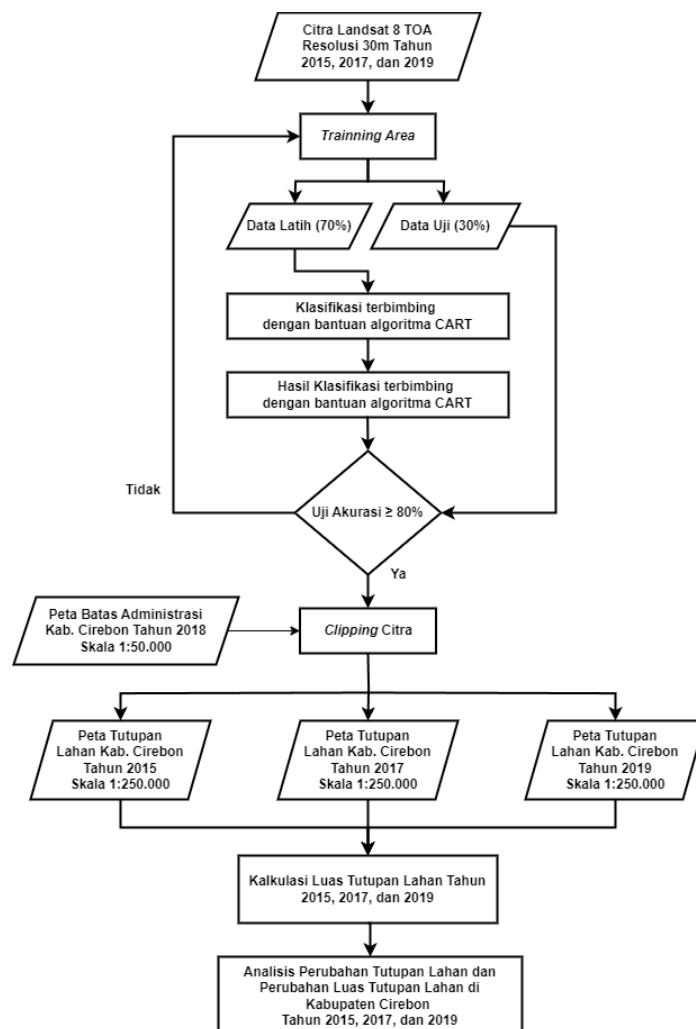 Citra Landsat 8 TOA
Resolusi 30m Tahun
2015, 2017, dan 2019
Trainning Area
Data Latih (70%)
Data Uji (30%)
Klasifikasi terbimbing
dengan bantuan algoritma CART
Hasil Klasifikasi terbimbing
dengan bantuan algoritma CART
Tidak
Uji Akurasi ≥ 80%
Ya
Peta Batas Administrasi
Kab. Cirebon Tahun 2018
Skala 1:50.000
Clipping Citra
Peta Tutupan
Lahan Kab. Cirebon
Tahun 2015
Skala 1:250.000
Peta Tutupan
Lahan Kab. Cirebon
Tahun 2017
Skala 1:250.000
Peta Tutupan
Lahan Kab. Cirebon
Tahun 2019
Skala 1:250.000
Kalkulasi Luas Tutupan Lahan Tahun
2015, 2017, dan 2019
Analisis Perubahan Tutupan Lahan dan
Perubahan Luas Tutupan Lahan di
Kabupaten Cirebon
Tahun 2015, 2017, dan 2019